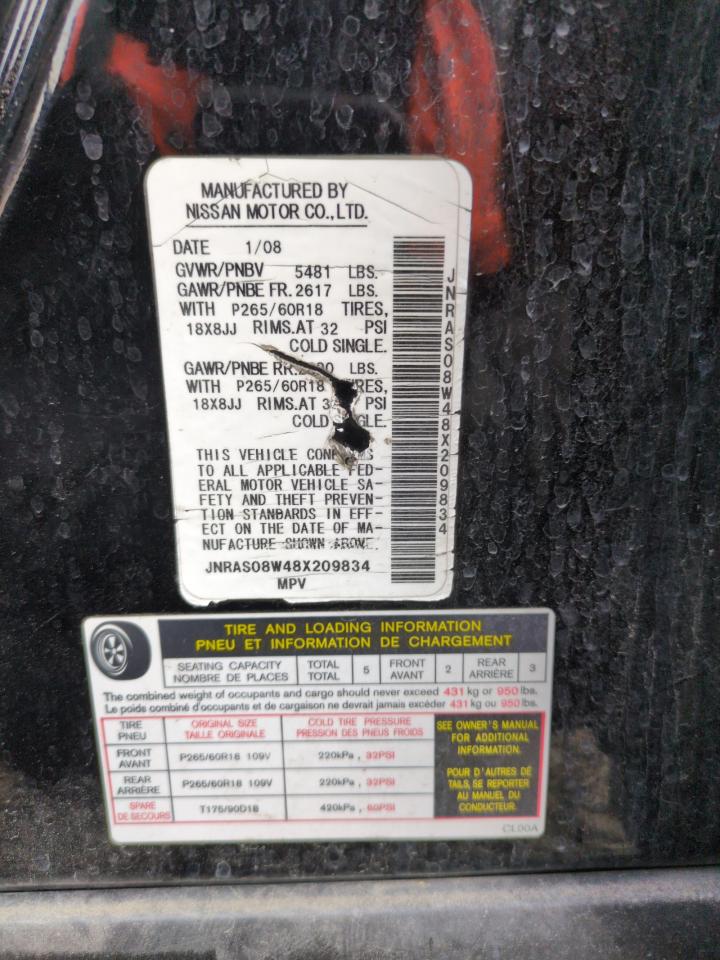 MANUFACTURED BY
NISSAN MOTOR CO., LTD.
DATE 1/08
GVWR/PNBV 5481 LBS.
GAWR/PNBE FR. 2617 LBS.
WITH P265/60R18 TIRES,
18X8JJ RIMS. AT 32 PSI
COLD SINGLE.
GAWR/PNBE RR. LBS.
WITH P265/60R18
18X8JJ RIMS. AT PSI
COLD
THIS VEHICLE
TO ALL APPLICABLE FED-
ERAL MOTOR VEHICLE SA-
FETY AND THEFT PREVEN-
TION STANDARDS IN EFF-
ECT ON THE DATE OF MA-
NUFACTURE SHOWN ABOVE.
JNRAS08W48X209834
MPV
JNRAS08W48X209834
TIRE AND LOADING INFORMATION
PNEU ET INFORMATION DE CHARGEMENT
SEATING CAPACITY TOTAL 5 FRONT 2 REAR 3
NOMBRE DE PLACES TOTAL AVANT ARRIÈRE
The combined weight of occupants and cargo should never exceed 431 kg or 950 lbs.
Le poids combiné d'occupants et de cargaison ne devrait jamais excéder 431 kg ou 950 lbs.
TIRE ORIGINAL SIZE COLD TIRE PRESSURE
PNEU TAILLE ORIGINALE PRESSION DES PNEUS FROIDS
FRONT AVANT P265/60R18 109V 220kPa , 32PSI
REAR ARRIÈRE P265/60R18 109V 220kPa , 32PSI
SPARE DE SECOURS T175/90D18 420kPa , 60PSI
SEE OWNER'S MANUAL
FOR ADDITIONAL
INFORMATION.
POUR D'AUTRES DE
TAILS, SE REPORTER
AU MANUEL DU
CONDUCTEUR.
CL00A